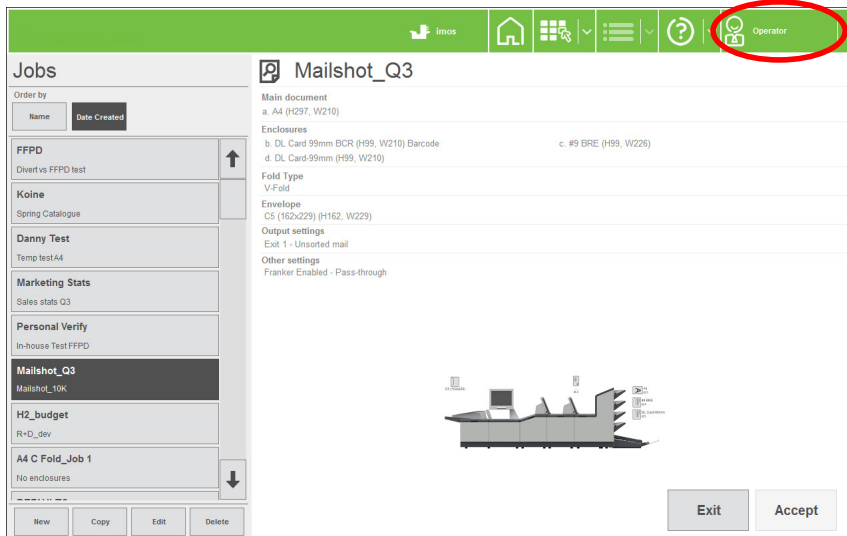 imos
Operator
Jobs
Order by
Name
Date Created
FFPD
Divert vs FFPD test
Koine
Spring Catalogue
Danny Test
Temp test A4
Marketing Stats
Sales stats Q3
Personal Verify
In-house Test FFPD
Mailshot_Q3
Mailshot_10K
H2_budget
R+D_dev
A4 C Fold_Job 1
No enclosures
New
Copy
Edit
Delete
Mailshot_Q3
Main document
a. A4 (H297, W210)
Enclosures
b. DL Card 99mm BCR (H99, W210) Barcode
c. #9 BRE (H99, W226)
d. DL Card-99mm (H99, W210)
Fold Type
V-Fold
Envelope
C5 (162x229) (H162, W229)
Output settings
Exit 1 - Unsorted mail
Other settings
Franker Enabled - Pass-through
Exit
Accept